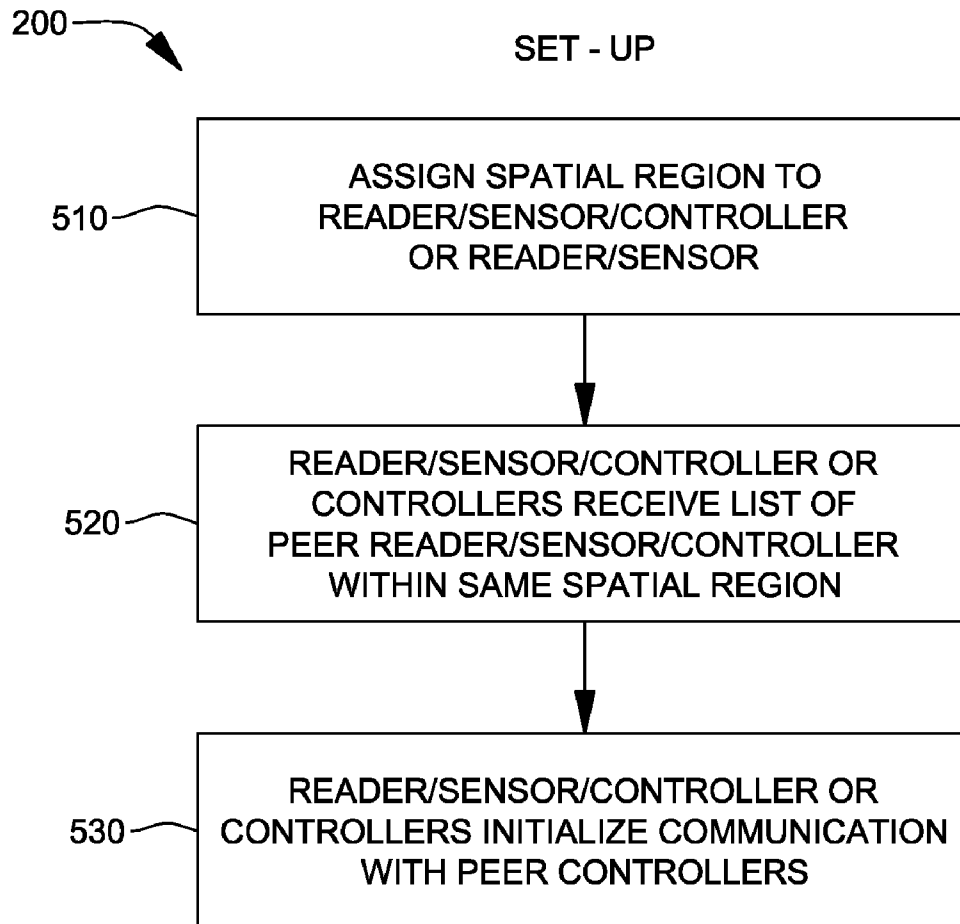 200
SET - UP
510
ASSIGN SPATIAL REGION TO
READER/SENSOR/CONTROLLER
OR READER/SENSOR
520
READER/SENSOR/CONTROLLER OR
CONTROLLERS RECEIVE LIST OF
PEER READER/SENSOR/CONTROLLER
WITHIN SAME SPATIAL REGION
530
READER/SENSOR/CONTROLLER OR
CONTROLLERS INITIALIZE COMMUNICATION
WITH PEER CONTROLLERS